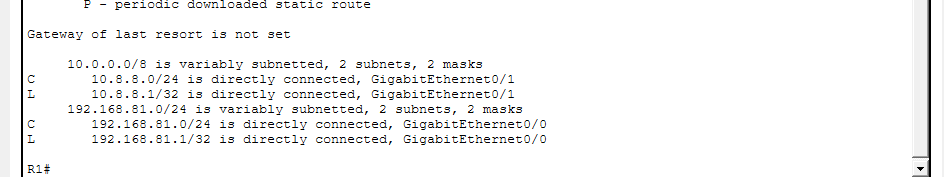 P - periodic downloaded static route
Gateway of last resort is not set
10.0.0.0/8 is variably subnetted, 2 subnets, 2 masks
C 10.8.8.0/24 is directly connected, GigabitEthernet0/1
L 10.8.8.1/32 is directly connected, GigabitEthernet0/1
192.168.81.0/24 is variably subnetted, 2 subnets, 2 masks
C 192.168.81.0/24 is directly connected, GigabitEthernet0/0
L 192.168.81.1/32 is directly connected, GigabitEthernet0/0
R1#